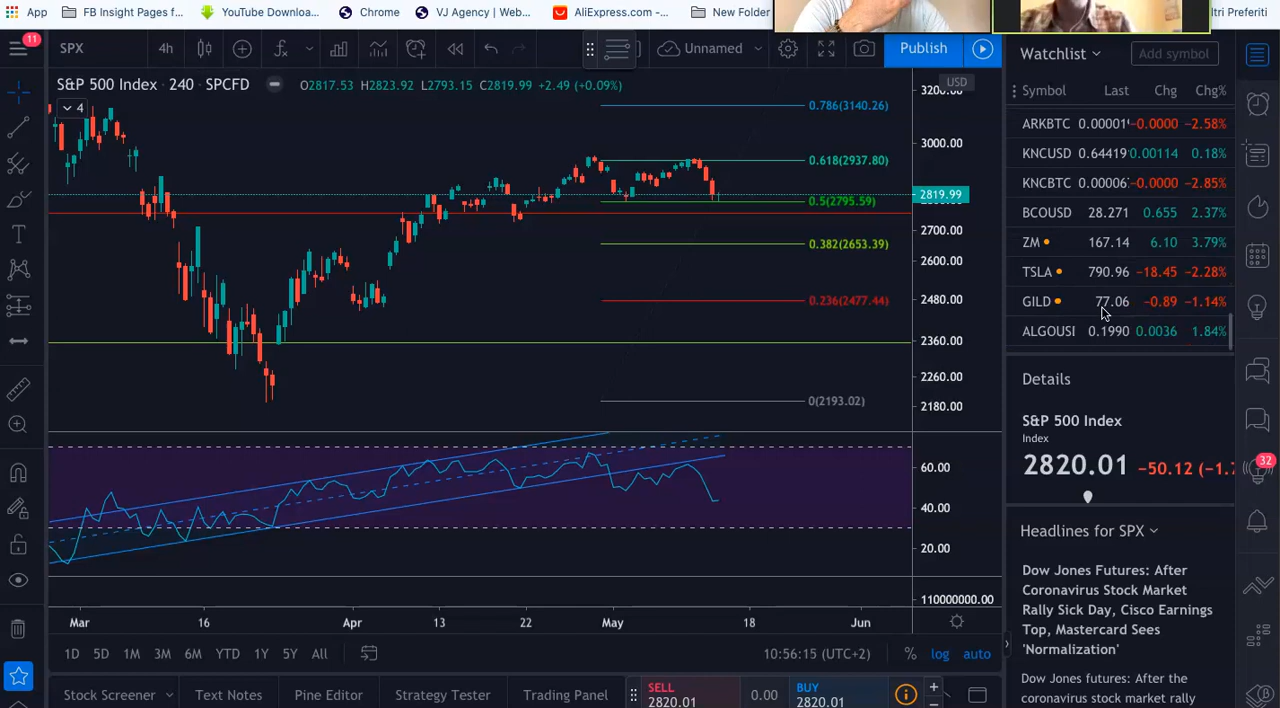 App
FB Insight Pages f...
YouTube Downloa...
Chrome
VJ Agency | Web...
AliExpress.com -...
New Folder
ltri Preferiti
11
SPX
4h
Unnamed
Publish
Watchlist
Add symbol
S&P 500 Index • 240 • SPCFD
O2817.53 H2823.92 L2793.15 C2819.99 +2.49 (+0.09%)
4
USD
Symbol Last Chg Chg%
ARKBTC 0.00001 -0.0000 -2.58%
KNCUSD 0.64419 0.00114 0.18%
KNCBTC 0.00006 -0.0000 -2.85%
BCOUSD 28.271 0.655 2.37%
ZM 167.14 6.10 3.79%
TSLA 790.96 -18.45 -2.28%
GILD 77.06 -0.89 -1.14%
ALGOUSI 0.1990 0.0036 1.84%
0.786(3140.26)
0.618(2937.80)
0.5(2795.59)
0.382(2653.39)
0.236(2477.44)
0(2193.02)
3200.00
3000.00
2819.99
2700.00
2600.00
2480.00
2360.00
2260.00
2180.00
60.00
40.00
20.00
110000000.00
Details
S&P 500 Index
Index
2820.01 -50.12 (-1.
32
Headlines for SPX
Dow Jones Futures: After
Coronavirus Stock Market
Rally Sick Day, Cisco Earnings
Top, Mastercard Sees
'Normalization'
Dow Jones futures: After the
coronavirus stock market rally
Mar 16 Apr 13 22 May 18 Jun
1D 5D 1M 3M 6M YTD 1Y 5Y All
10:56:15 (UTC+2) % log auto
Stock Screener
Text Notes
Pine Editor
Strategy Tester
Trading Panel
SELL
2820.01
0.00
BUY
2820.01